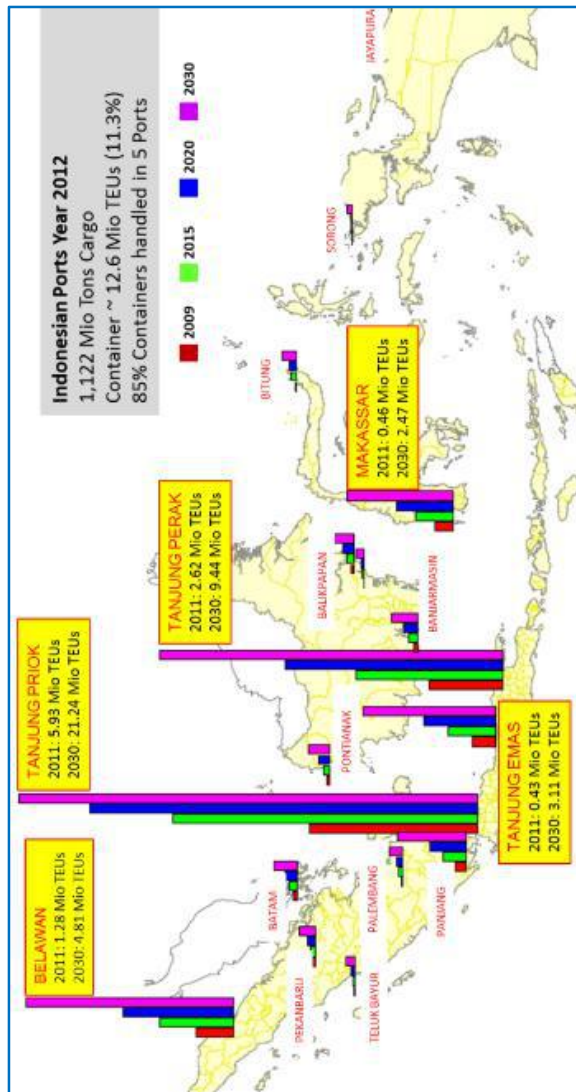 Indonesian Ports Year 2012
1,122 Mio Tons Cargo
Container ~ 12.6 Mio TEUs (11.3%)
85% Containers handled in 5 Ports
2009
2015
2020
2030
BELAWAN
2011: 1.28 Mio TEUs
2030: 4.81 Mio TEUs
TANJUNG PRIOK
2011: 5.93 Mio TEUs
2030: 21.24 Mio TEUs
TANJUNG PERAK
2011: 2.62 Mio TEUs
2030: 9.44 Mio TEUs
MAKASSAR
2011: 0.46 Mio TEUs
2030: 2.47 Mio TEUs
TANJUNG EMAS
2011: 0.43 Mio TEUs
2030: 3.11 Mio TEUs
BATAM
PEKANBARU
TELUK BAYUR
PALEMBANG
PANJANG
PONTIANAK
BALIKPAPAN
BANJARMASIN
BITUNG
SORONG
JAYAPURA